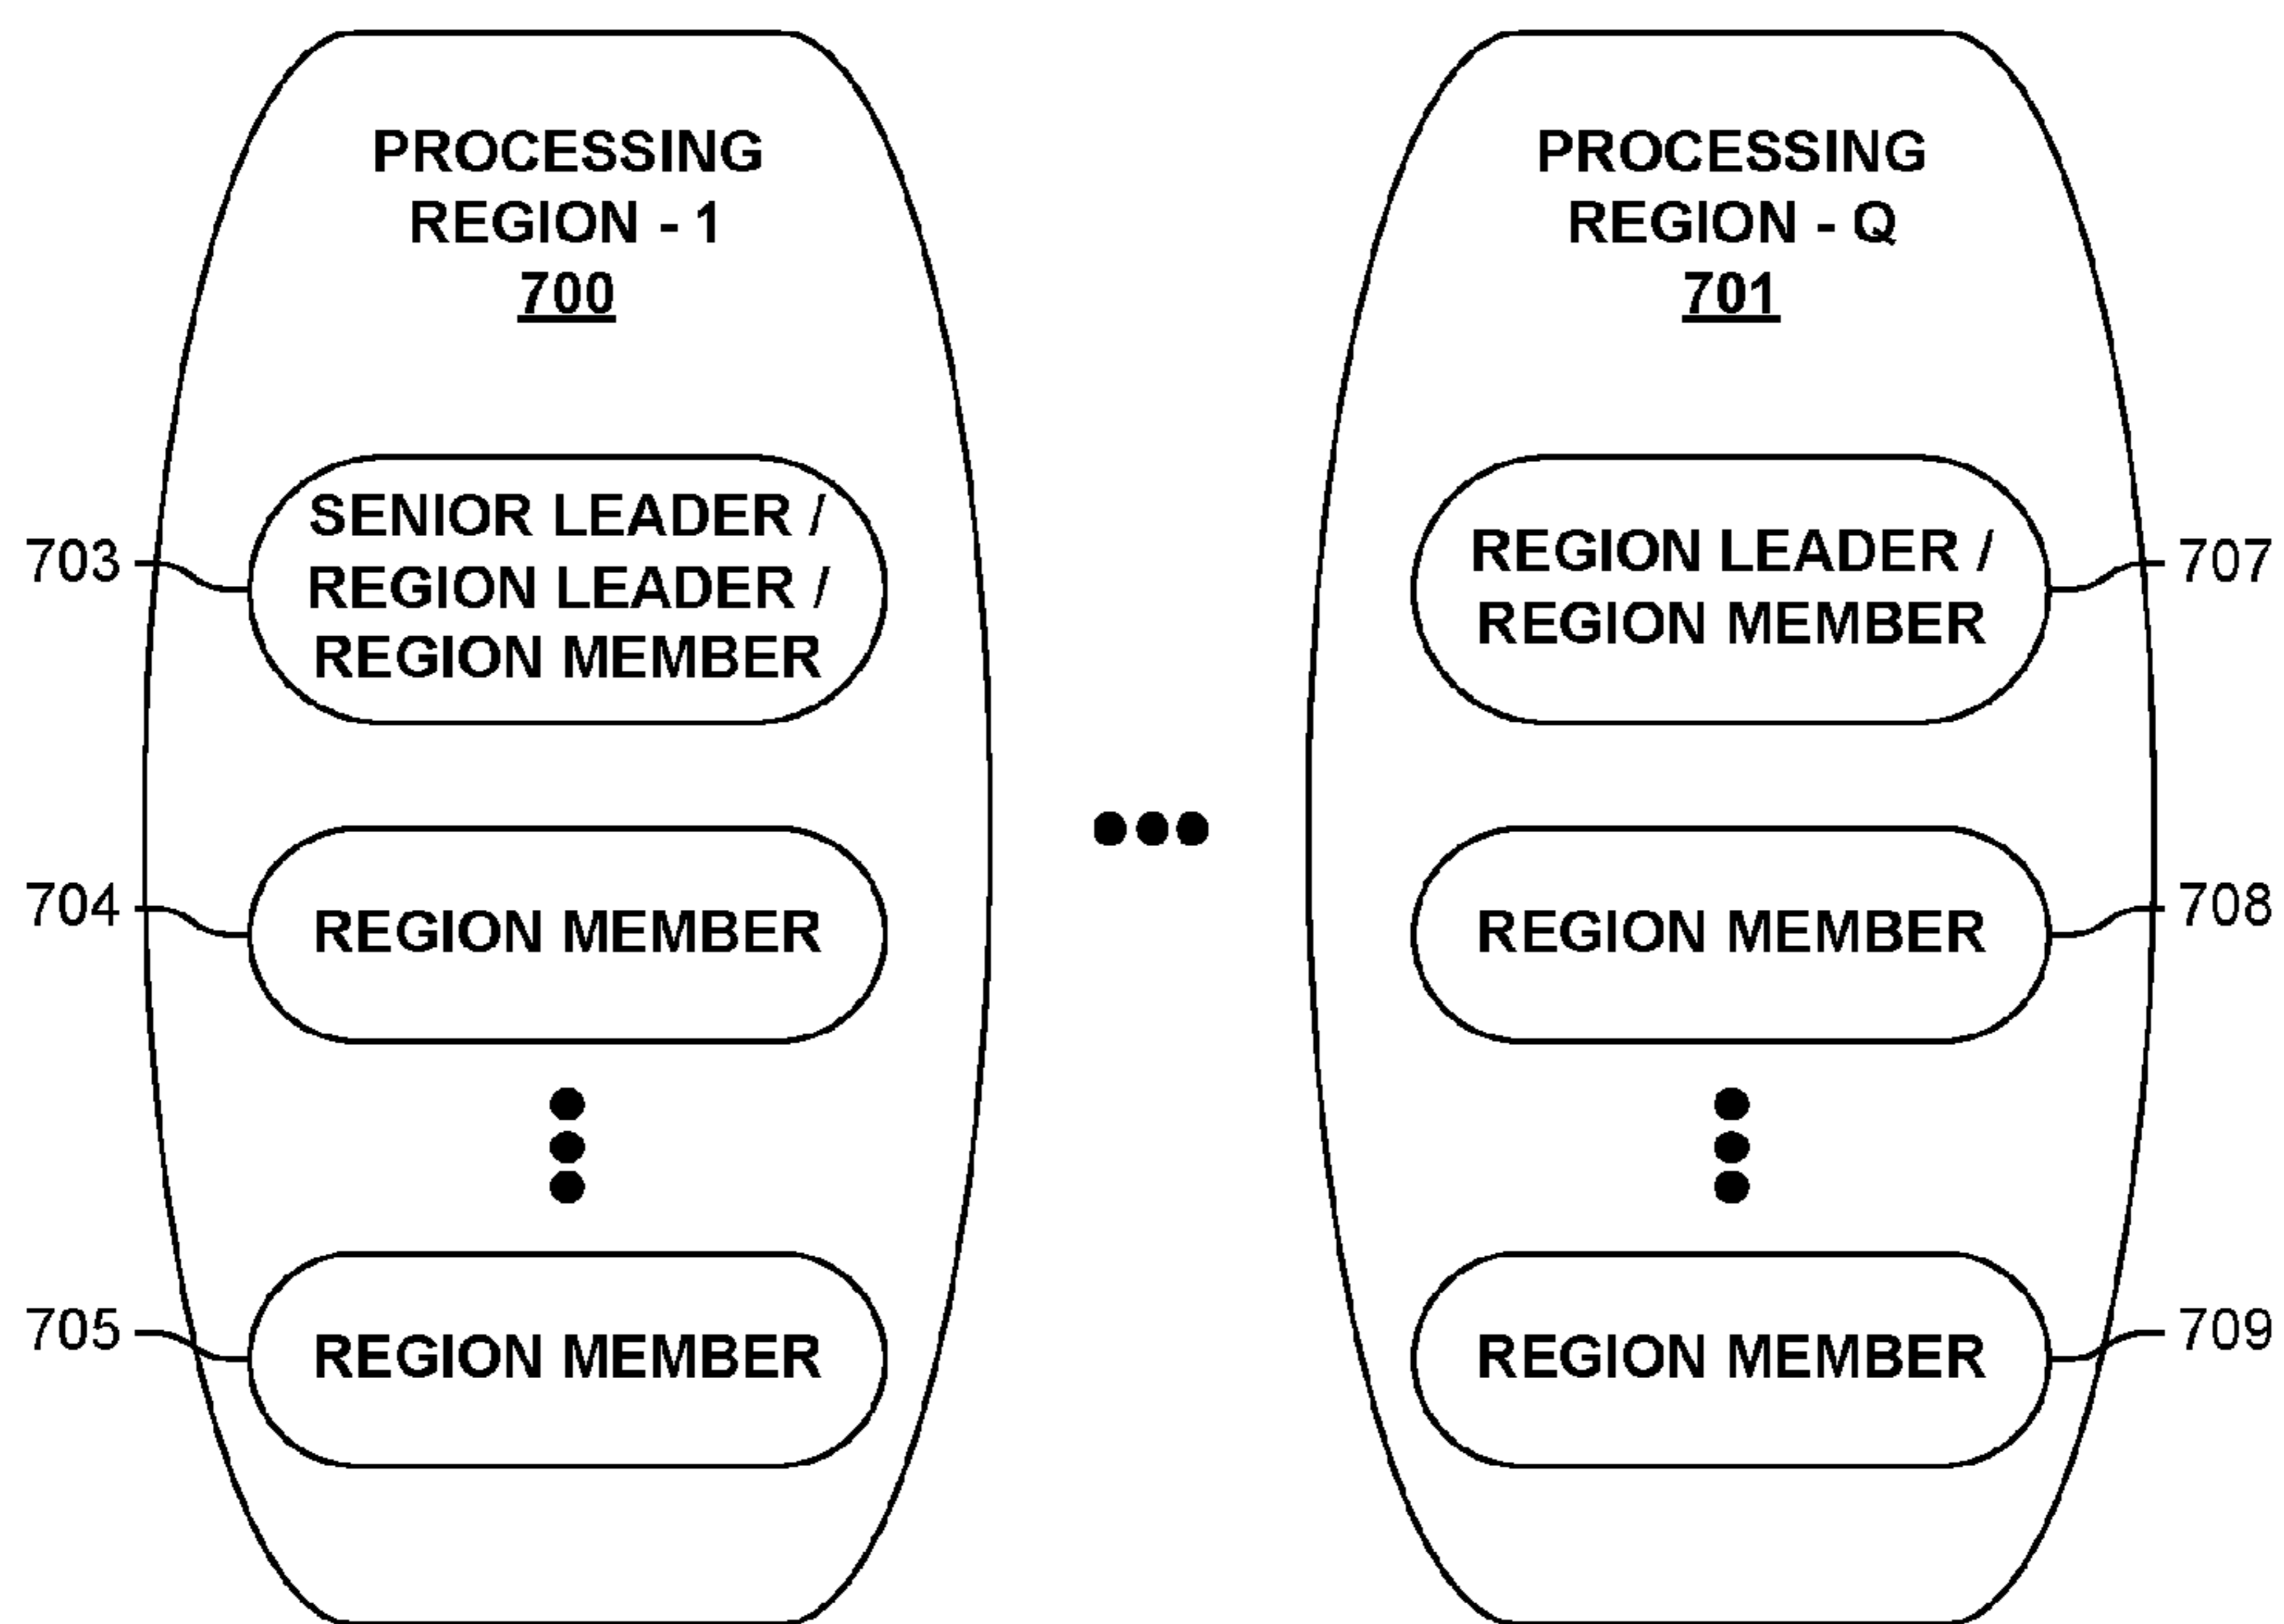 PROCESSING
REGION - 1
700
703
SENIOR LEADER /
REGION LEADER /
REGION MEMBER
704
REGION MEMBER
705
REGION MEMBER
PROCESSING
REGION - Q
701
REGION LEADER /
REGION MEMBER
707
REGION MEMBER
708
REGION MEMBER
709